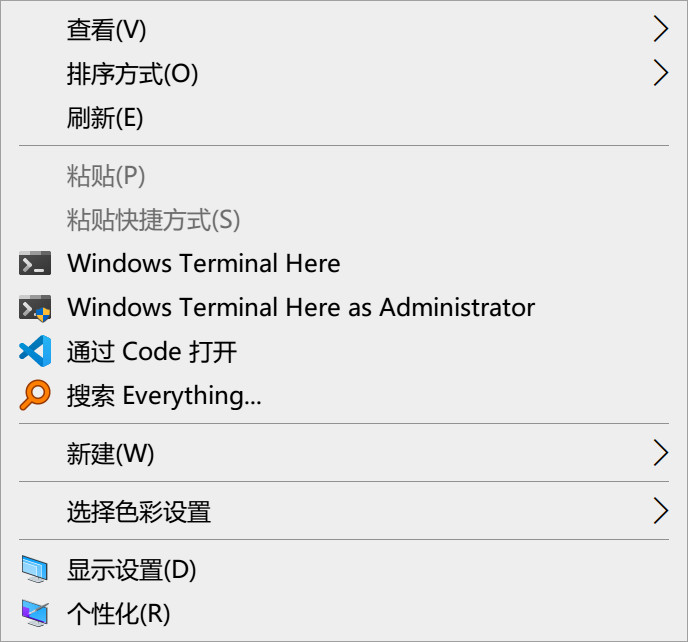 查看(V)
排序方式(O)
刷新(E)
粘贴(P)
粘贴快捷方式(S)
Windows Terminal Here
Windows Terminal Here as Administrator
通过 Code 打开
搜索 Everything...
新建(W)
选择色彩设置
显示设置(D)
个性化(R)